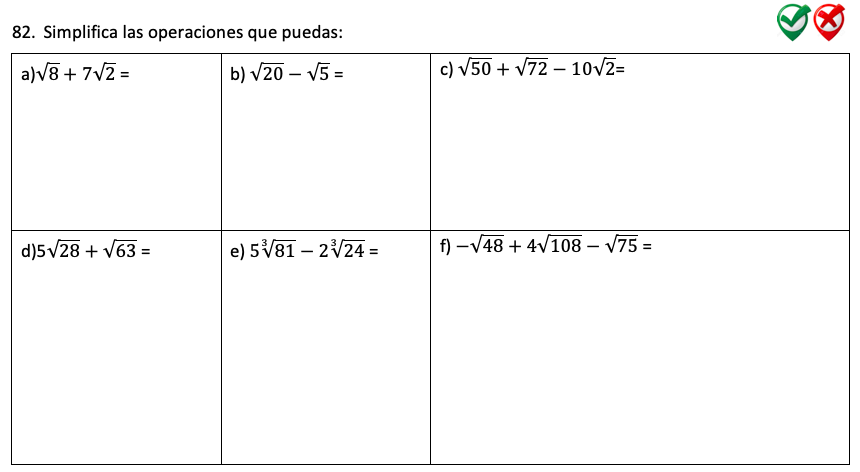 82. Simplifica las operaciones que puedas:
a)√8 + 7√2 =
b) √20 − √5 =
c) √50 + √72 − 10√2=
d)5√28 + √63 =
e) 5∛81 − 2∛24 =
f) −√48 + 4√108 − √75 =